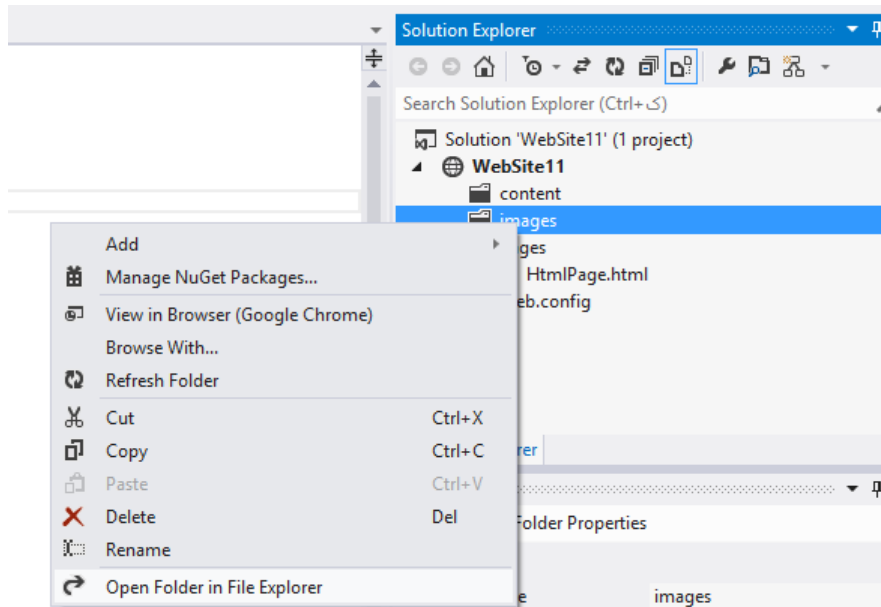 Solution Explorer
Search Solution Explorer (Ctrl+ک)
Solution 'WebSite11' (1 project)
WebSite11
content
images
ges
HtmlPage.html
eb.config
Add
Manage NuGet Packages...
View in Browser (Google Chrome)
Browse With...
Refresh Folder
Cut Ctrl+X
Copy Ctrl+C
Paste Ctrl+V
Delete Del
Rename
Open Folder in File Explorer
rer
Folder Properties
e images